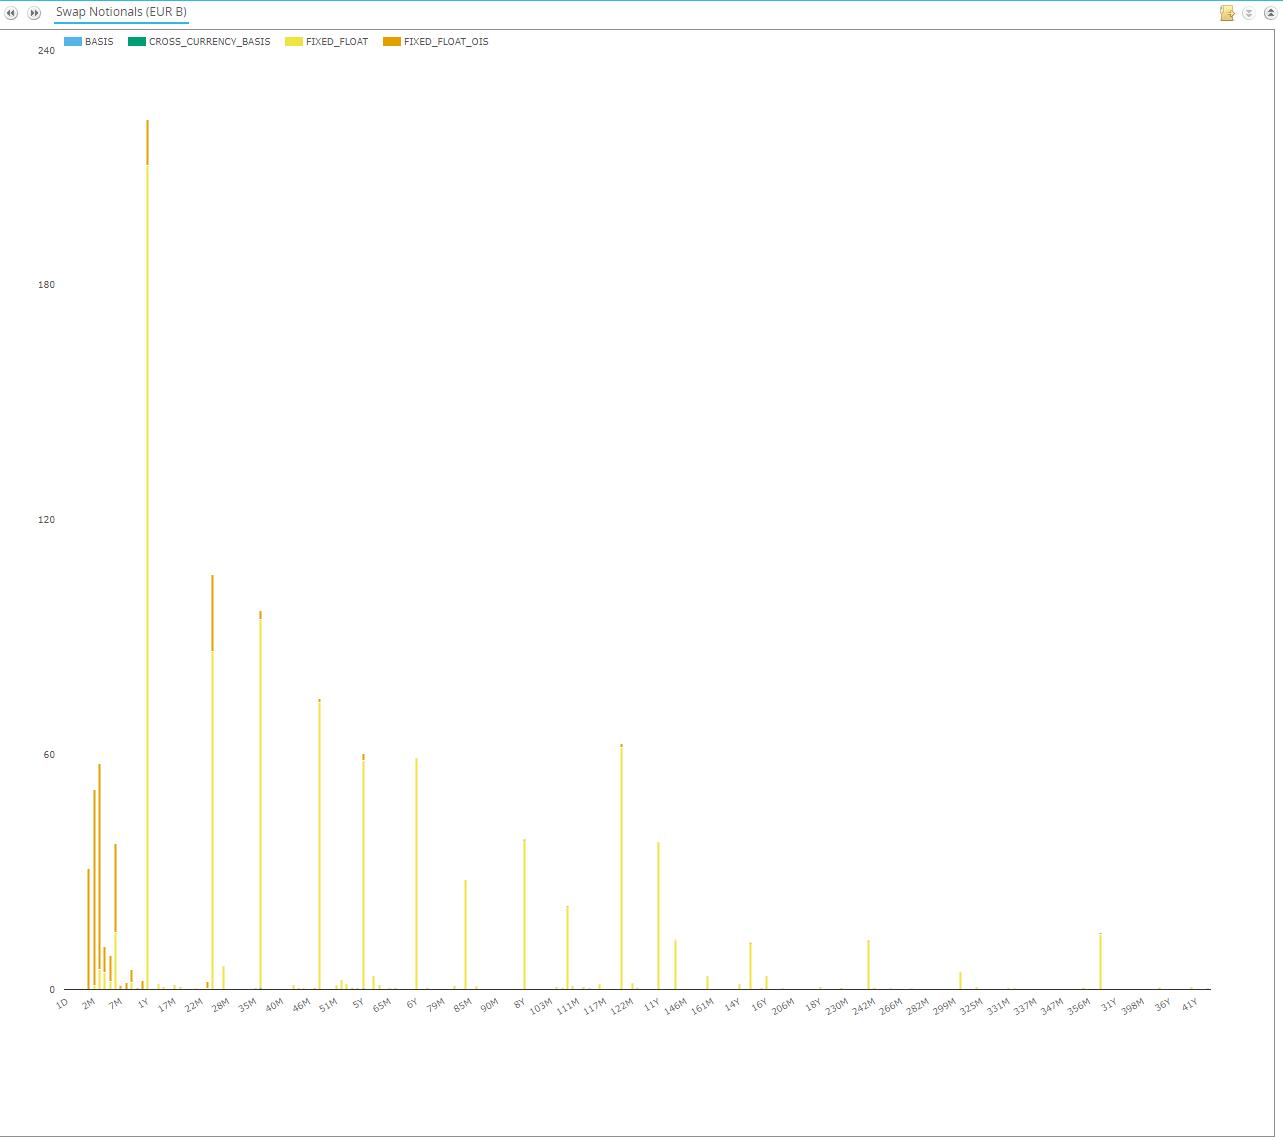 Swap Notionals (EUR B)
BASIS CROSS_CURRENCY_BASIS FIXED_FLOAT FIXED_FLOAT_OIS
240
180
120
60
0
1D 2M 7M 1Y 17M 22M 28M 35M 40M 46M 51M 5Y 65M 6Y 79M 85M 90M 8Y 103M 111M 117M 122M 11Y 146M 161M 14Y 16Y 206M 18Y 230M 242M 266M 282M 299M 325M 331M 337M 347M 356M 31Y 398M 36Y 41Y